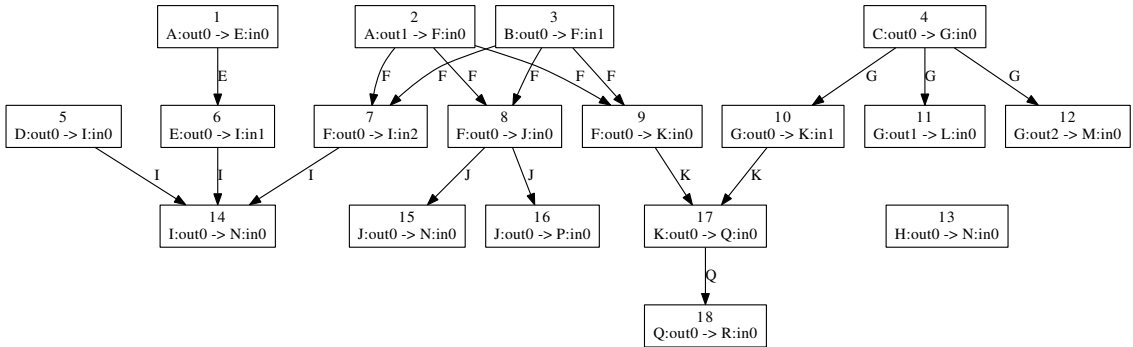 1
A:out0 -> E:in0
2
A:out1 -> F:in0
3
B:out0 -> F:in1
4
C:out0 -> G:in0
E
F
F
F
F
F
G
G
G
5
D:out0 -> I:in0
6
E:out0 -> I:in1
7
F:out0 -> I:in2
8
F:out0 -> J:in0
9
F:out0 -> K:in0
10
G:out0 -> K:in1
11
G:out1 -> L:in0
12
G:out2 -> M:in0
I
I
I
J
J
K
K
14
I:out0 -> N:in0
15
J:out0 -> N:in0
16
J:out0 -> P:in0
17
K:out0 -> Q:in0
13
H:out0 -> N:in0
Q
18
Q:out0 -> R:in0